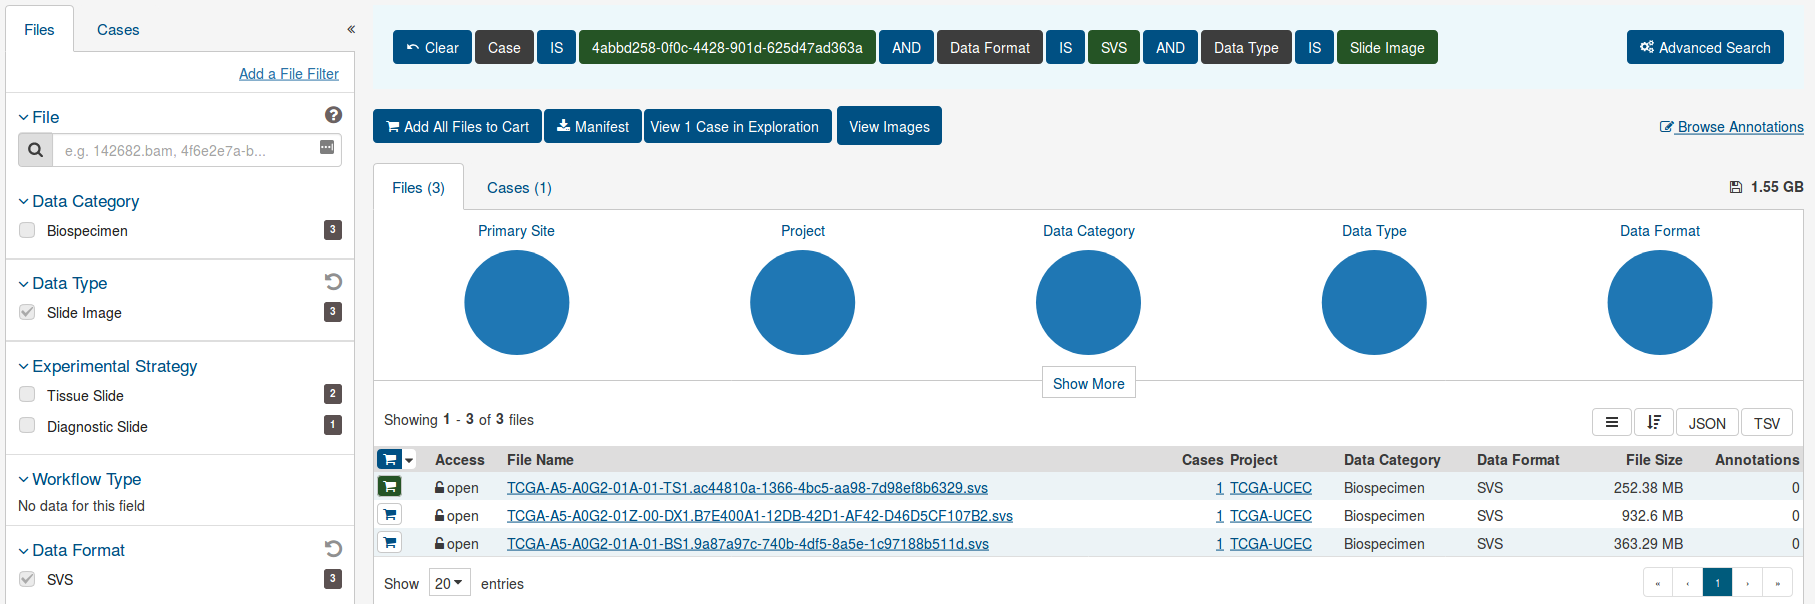 Files
Cases
«
Add a File Filter
File
?
e.g. 142682.bam, 4f6e2e7a-b...
Data Category
Biospecimen 3
Data Type
Slide Image 3
Experimental Strategy
Tissue Slide 2
Diagnostic Slide 1
Workflow Type
No data for this field
Data Format
SVS 3
Clear Case IS 4abbd258-0f0c-4428-901d-625d47ad363a AND Data Format IS SVS AND Data Type IS Slide Image
Advanced Search
Add All Files to Cart Manifest View 1 Case in Exploration View Images
Browse Annotations
Files (3) Cases (1)
1.55 GB
Primary Site Project Data Category Data Type Data Format
Show More
Showing 1 - 3 of 3 files
JSON TSV
Access File Name Cases Project Data Category Data Format File Size Annotations
open TCGA-A5-A0G2-01A-01-TS1.ac44810a-1366-4bc5-aa98-7d98ef8b6329.svs 1 TCGA-UCEC Biospecimen SVS 252.38 MB 0
open TCGA-A5-A0G2-01Z-00-DX1.B7E400A1-12DB-42D1-AF42-D46D5CF107B2.svs 1 TCGA-UCEC Biospecimen SVS 932.6 MB 0
open TCGA-A5-A0G2-01A-01-BS1.9a87a97c-740b-4df5-8a5e-1c97188b511d.svs 1 TCGA-UCEC Biospecimen SVS 363.29 MB 0
Show 20 entries
« ‹ 1 › »